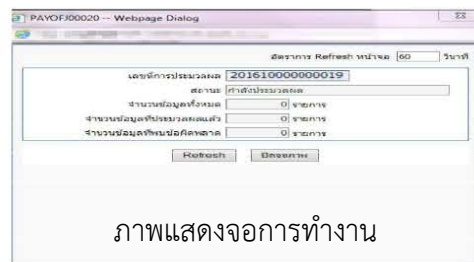 PAYOFJ00020 -- Webpage Dialog
อัตราการ Refresh หน้าจอ 60 วินาที
เลขที่การประมวลผล 201610000000019
สถานะ กำลังประมวลผล
จำนวนข้อมูลทั้งหมด 0 รายการ
จำนวนข้อมูลที่ประมวลผลแล้ว 0 รายการ
จำนวนข้อมูลที่พบข้อผิดพลาด 0 รายการ
Refresh ปิดจอภาพ
ภาพแสดงจอการทำงาน